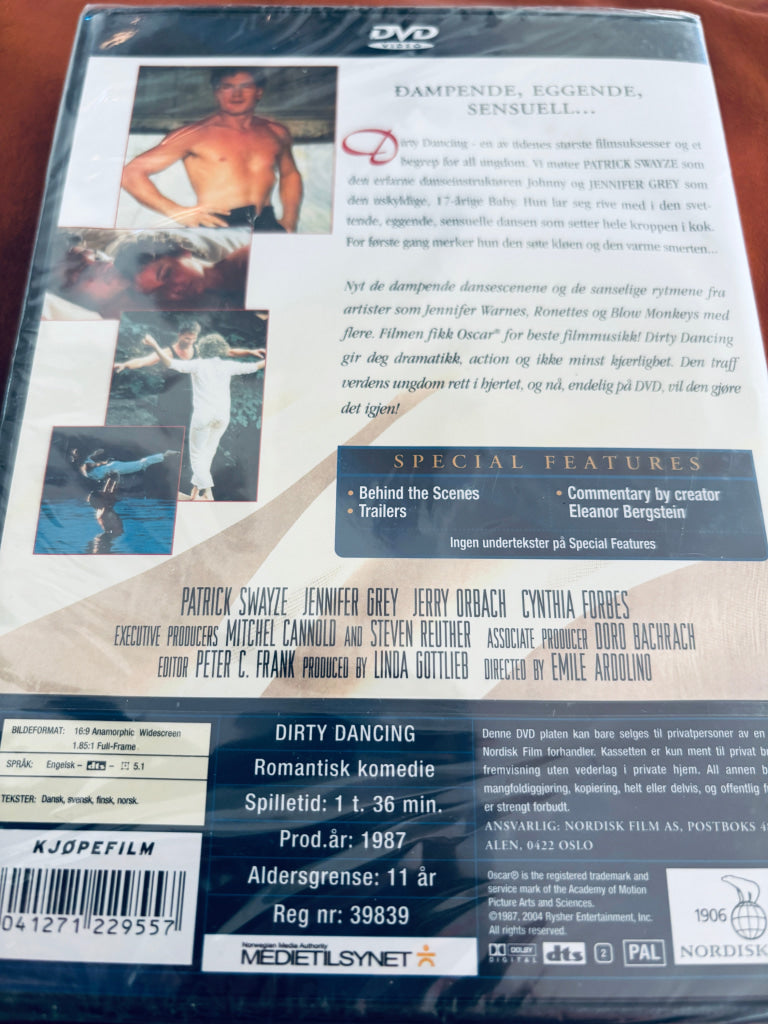 DVD
VIDEO
DAMPENDE, EGGENDE,
SENSUELL...
Dirty Dancing - en av tidenes største filmsuksesser og et
begrep for all ungdom. Vi møter PATRICK SWAYZE som
den erfarne danseinstruktøren Johnny og JENNIFER GREY som
den uskyldige, 17-årige Baby. Hun lar seg rive med i den svet-
tende, eggende, sensuelle dansen som setter hele kroppen i kok.
For første gang merker hun den søte kløen og den varme smerten...
Nyt de dampende dansescenene og de sanselige rytmene fra
artister som Jennifer Warnes, Ronettes og Blow Monkeys med
flere. Filmen fikk Oscar® for beste filmmusikk! Dirty Dancing
gir deg dramatikk, action og ikke minst kjærlighet. Den traff
verdens ungdom rett i hjertet, og nå, endelig på DVD, vil den gjøre
det igjen!
SPECIAL FEATURES
• Behind the Scenes
• Trailers
• Commentary by creator
Eleanor Bergstein
Ingen undertekster på Special Features
PATRICK SWAYZE JENNIFER GREY JERRY ORBACH CYNTHIA FORBES
EXECUTIVE PRODUCERS MITCHEL CANNOLD AND STEVEN REUTHER ASSOCIATE PRODUCER DORO BACHRACH
EDITOR PETER C. FRANK PRODUCED BY LINDA GOTTLIEB DIRECTED BY EMILE ARDOLINO
BILDEFORMAT: 16:9 Anamorphic Widescreen
1.85:1 Full-Frame
SPRÅK: Engelsk – dts – 5.1
TEKSTER: Dansk, svensk, finsk, norsk.
KJØPEFILM
041271 229557
DIRTY DANCING
Romantisk komedie
Spilletid: 1 t. 36 min.
Prod.år: 1987
Aldersgrense: 11 år
Reg nr: 39839
Norwegian Media Authority
MEDIETILSYNET
Denne DVD platen kan bare selges til privatpersoner av en
Nordisk Film forhandler. Kassetten er kun ment til privat
fremvisning uten vederlag i private hjem. All annen
mangfoldiggjøring, kopiering, helt eller delvis, og offentlig
er strengt forbudt.
ANSVARLIG: NORDISK FILM AS, POSTBOKS
ALEN, 0422 OSLO
Oscar® is the registered trademark and
service mark of the Academy of Motion
Picture Arts and Sciences.
©1987, 2004 Rysher Entertainment, Inc.
All rights reserved.
DOLBY
DIGITAL
dts
2
PAL
1906
NORDISK